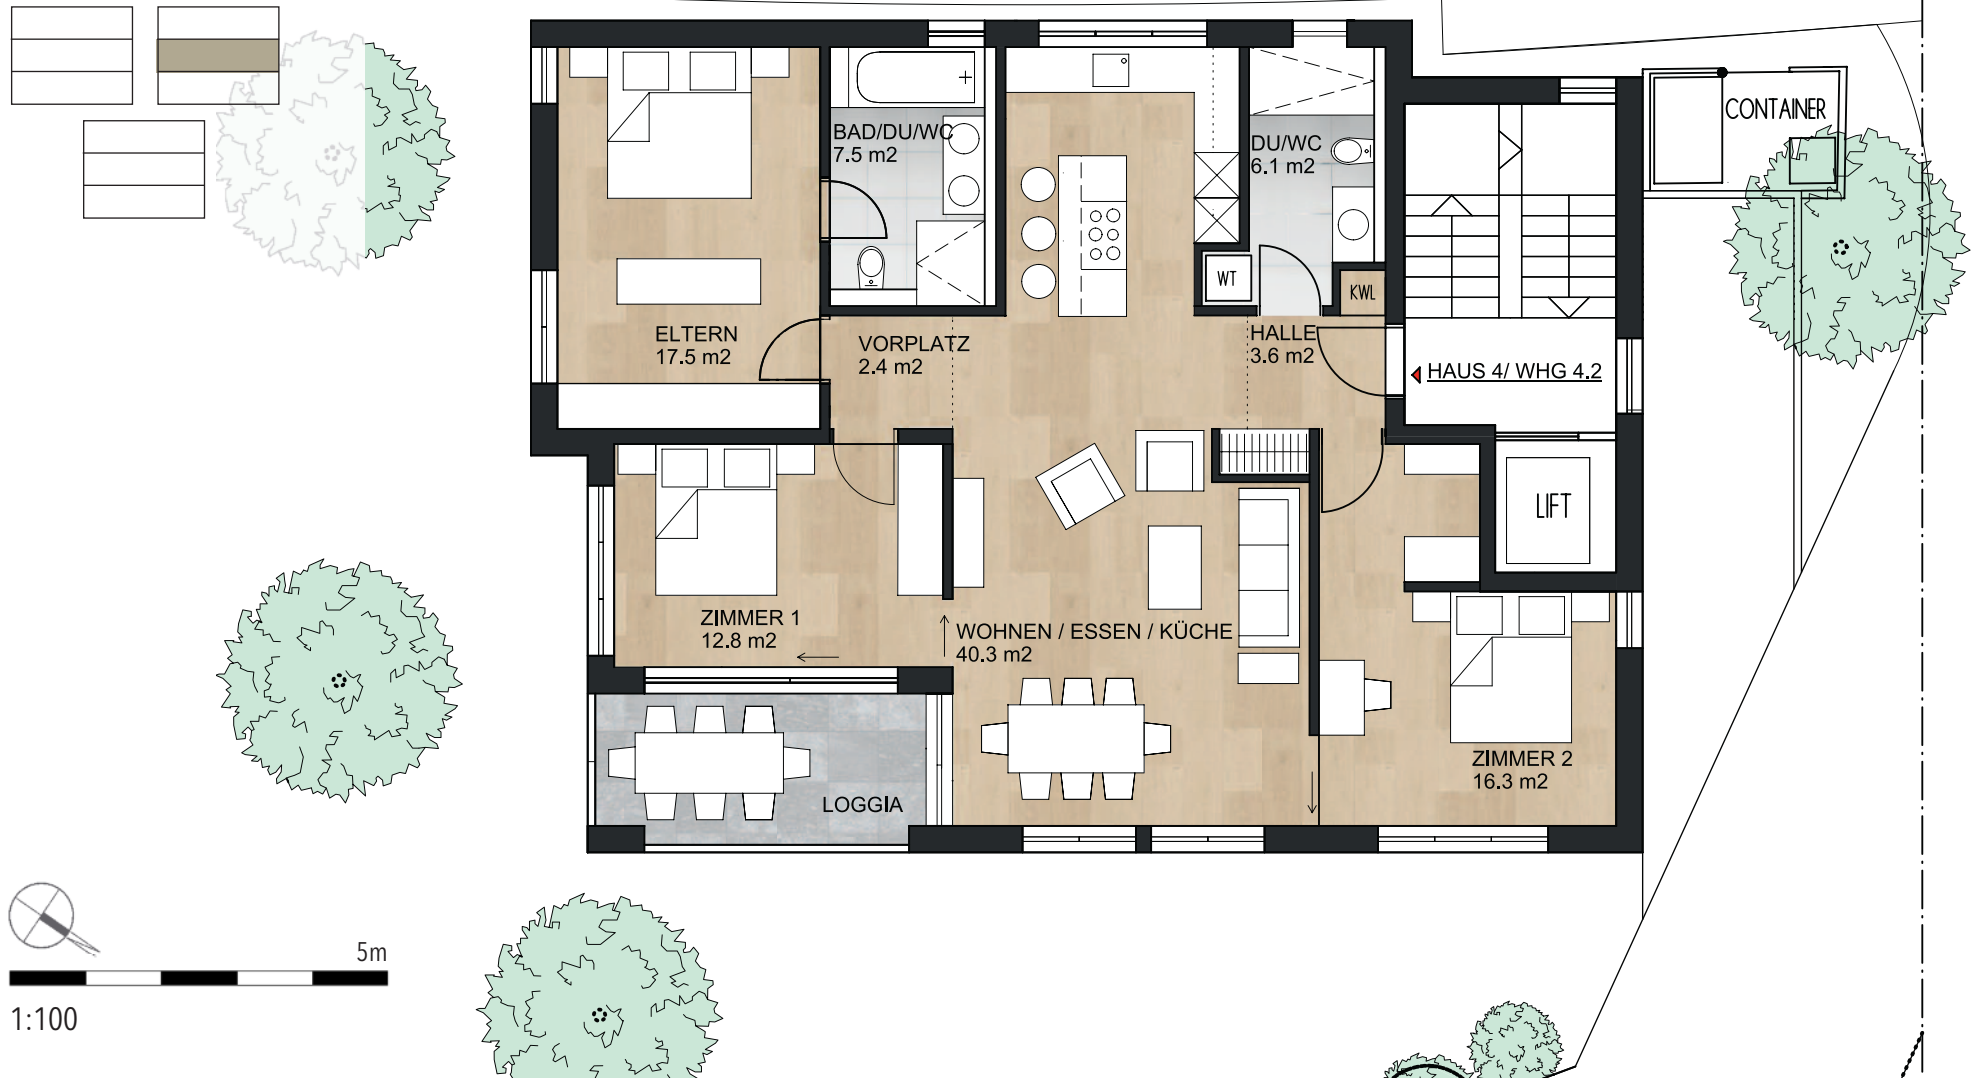 CONTAINER
BAD/DU/WC
7.5 m2
DU/WC
6.1 m2
WT
KWL
ELTERN
17.5 m2
VORPLATZ
2.4 m2
HALLE
3.6 m2
HAUS 4/ WHG 4.2
LIFT
ZIMMER 1
12.8 m2
WOHNEN / ESSEN / KÜCHE
40.3 m2
ZIMMER 2
16.3 m2
LOGGIA
5m
1:100